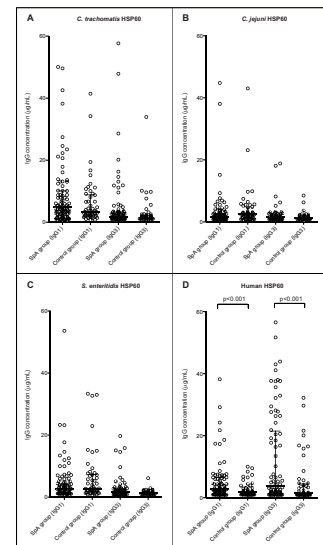 A
C. trachomatis HSP60
IgG concentration (ug/mL)
60
40
20
0
SpA group (IgG1)
Control group (IgG1)
SpA group (IgG3)
Control group (IgG3)
B
C. jejuni HSP60
IgG concentration (ug/mL)
60
40
20
0
SpA group (IgG1)
Control group (IgG1)
SpA group (IgG3)
Control group (IgG3)
C
S. enteritidis HSP60
IgG concentration (ug/mL)
60
40
20
0
SpA group (IgG1)
Control group (IgG1)
SpA group (IgG3)
Control group (IgG3)
D
Human HSP60
p<0.001
p<0.001
IgG concentration (µg/mL)
60
40
20
0
SpA group (IgG1)
Control group (IgG1)
SpA group (IgG3)
Control group (IgG3)